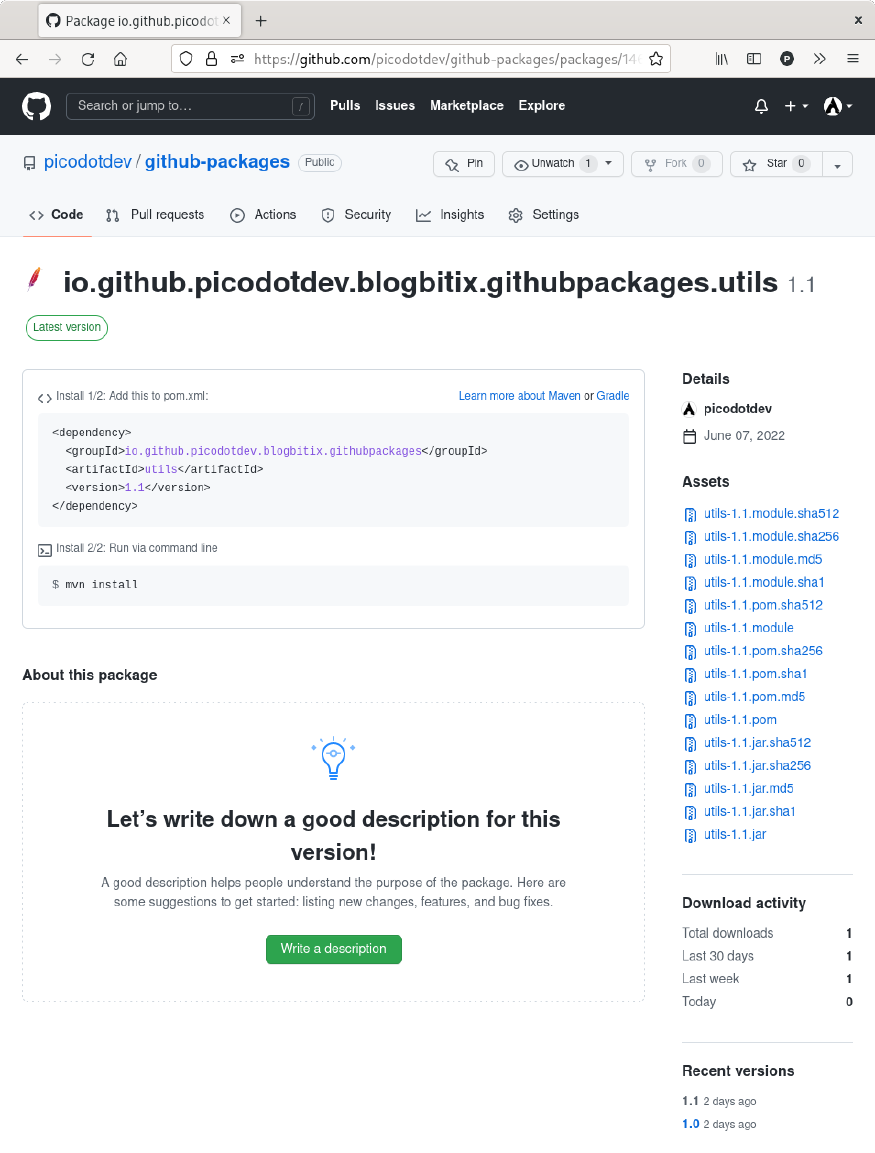 Package io.github.picodot
https://github.com/picodotdev/github-packages/packages/14
Search or jump to…
/
Pulls
Issues
Marketplace
Explore
picodotdev / github-packages
Public
Pin
Unwatch 1
Fork 0
Star 0
Code
Pull requests
Actions
Security
Insights
Settings
io.github.picodotdev.blogbitix.githubpackages.utils 1.1
Latest version
Install 1/2: Add this to pom.xml:
Learn more about Maven or Gradle
<dependency>
<groupId>io.github.picodotdev.blogbitix.githubpackages</groupId>
<artifactId>utils</artifactId>
<version>1.1</version>
</dependency>
Install 2/2: Run via command line
$ mvn install
About this package
Let’s write down a good description for this
version!
A good description helps people understand the purpose of the package. Here are
some suggestions to get started: listing new changes, features, and bug fixes.
Write a description
Details
picodotdev
June 07, 2022
Assets
utils-1.1.module.sha512
utils-1.1.module.sha256
utils-1.1.module.md5
utils-1.1.module.sha1
utils-1.1.pom.sha512
utils-1.1.module
utils-1.1.pom.sha256
utils-1.1.pom.sha1
utils-1.1.pom.md5
utils-1.1.pom
utils-1.1.jar.sha512
utils-1.1.jar.sha256
utils-1.1.jar.md5
utils-1.1.jar.sha1
utils-1.1.jar
Download activity
Total downloads 1
Last 30 days 1
Last week 1
Today 0
Recent versions
1.1 2 days ago
1.0 2 days ago